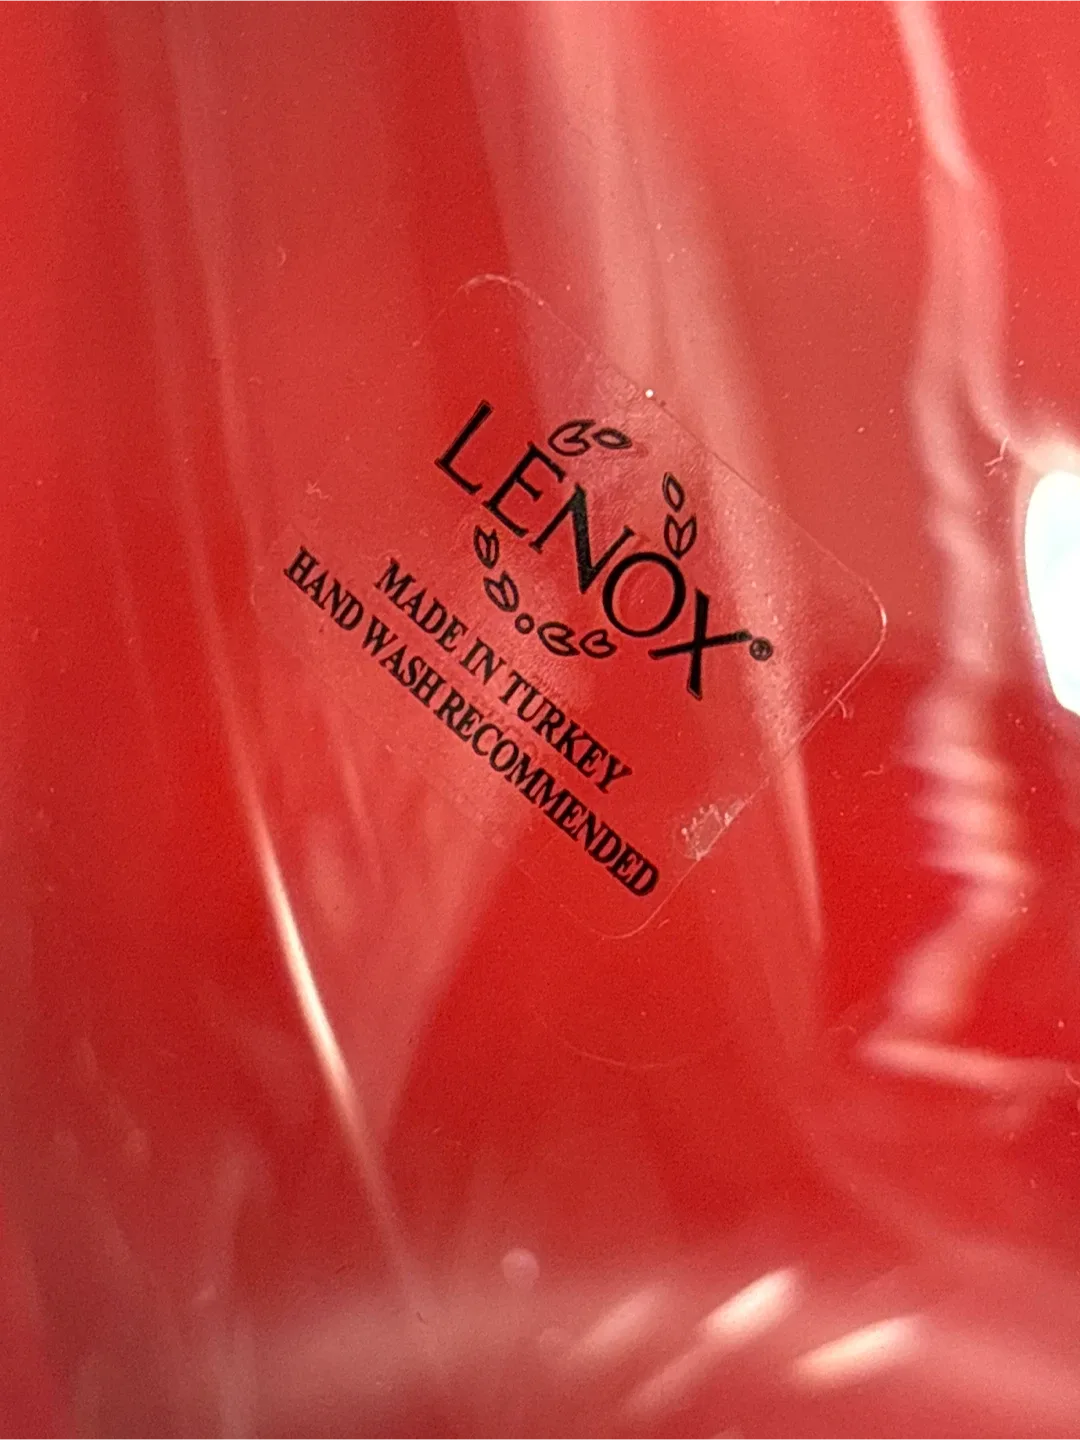 LENOX®
MADE IN TURKEY
HAND WASH RECOMMENDED